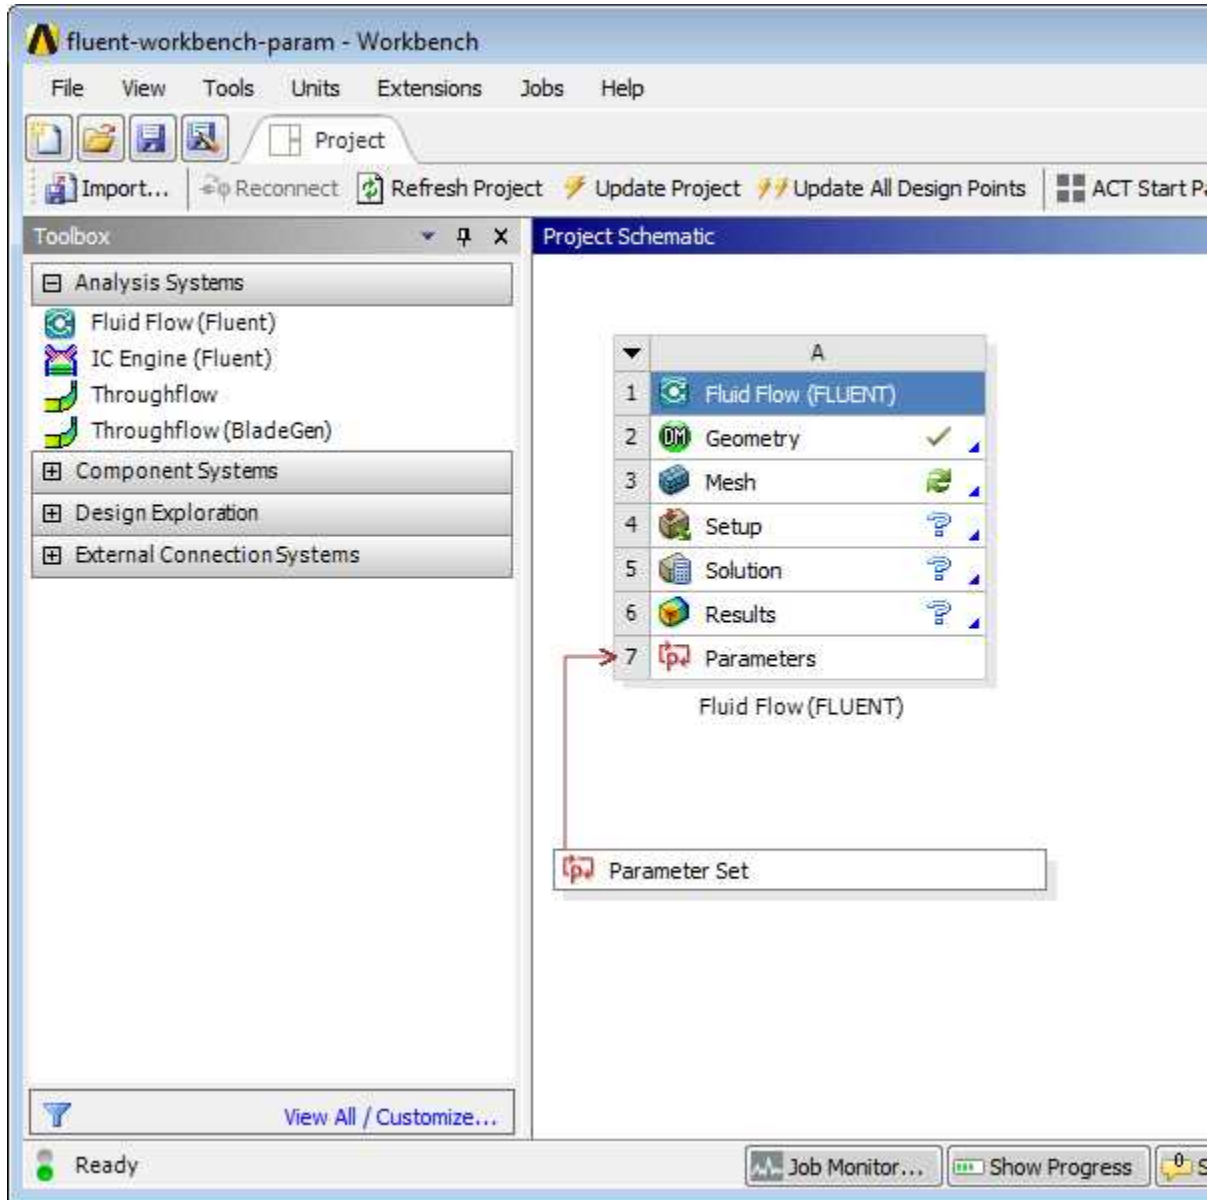 fluent-workbench-param - Workbench
File View Tools Units Extensions Jobs Help
Project
Import... Reconnect Refresh Project Update Project Update All Design Points ACT Start
Toolbox
Project Schematic
Analysis Systems
Fluid Flow (Fluent)
IC Engine (Fluent)
Throughflow
Throughflow (BladeGen)
Component Systems
Design Exploration
External Connection Systems
A
1 Fluid Flow (FLUENT)
2 DM Geometry
3 Mesh
4 Setup ?
5 Solution ?
6 Results ?
7 p Parameters
Fluid Flow (FLUENT)
p Parameter Set
View All / Customize...
Ready
Job Monitor... Show Progress 0